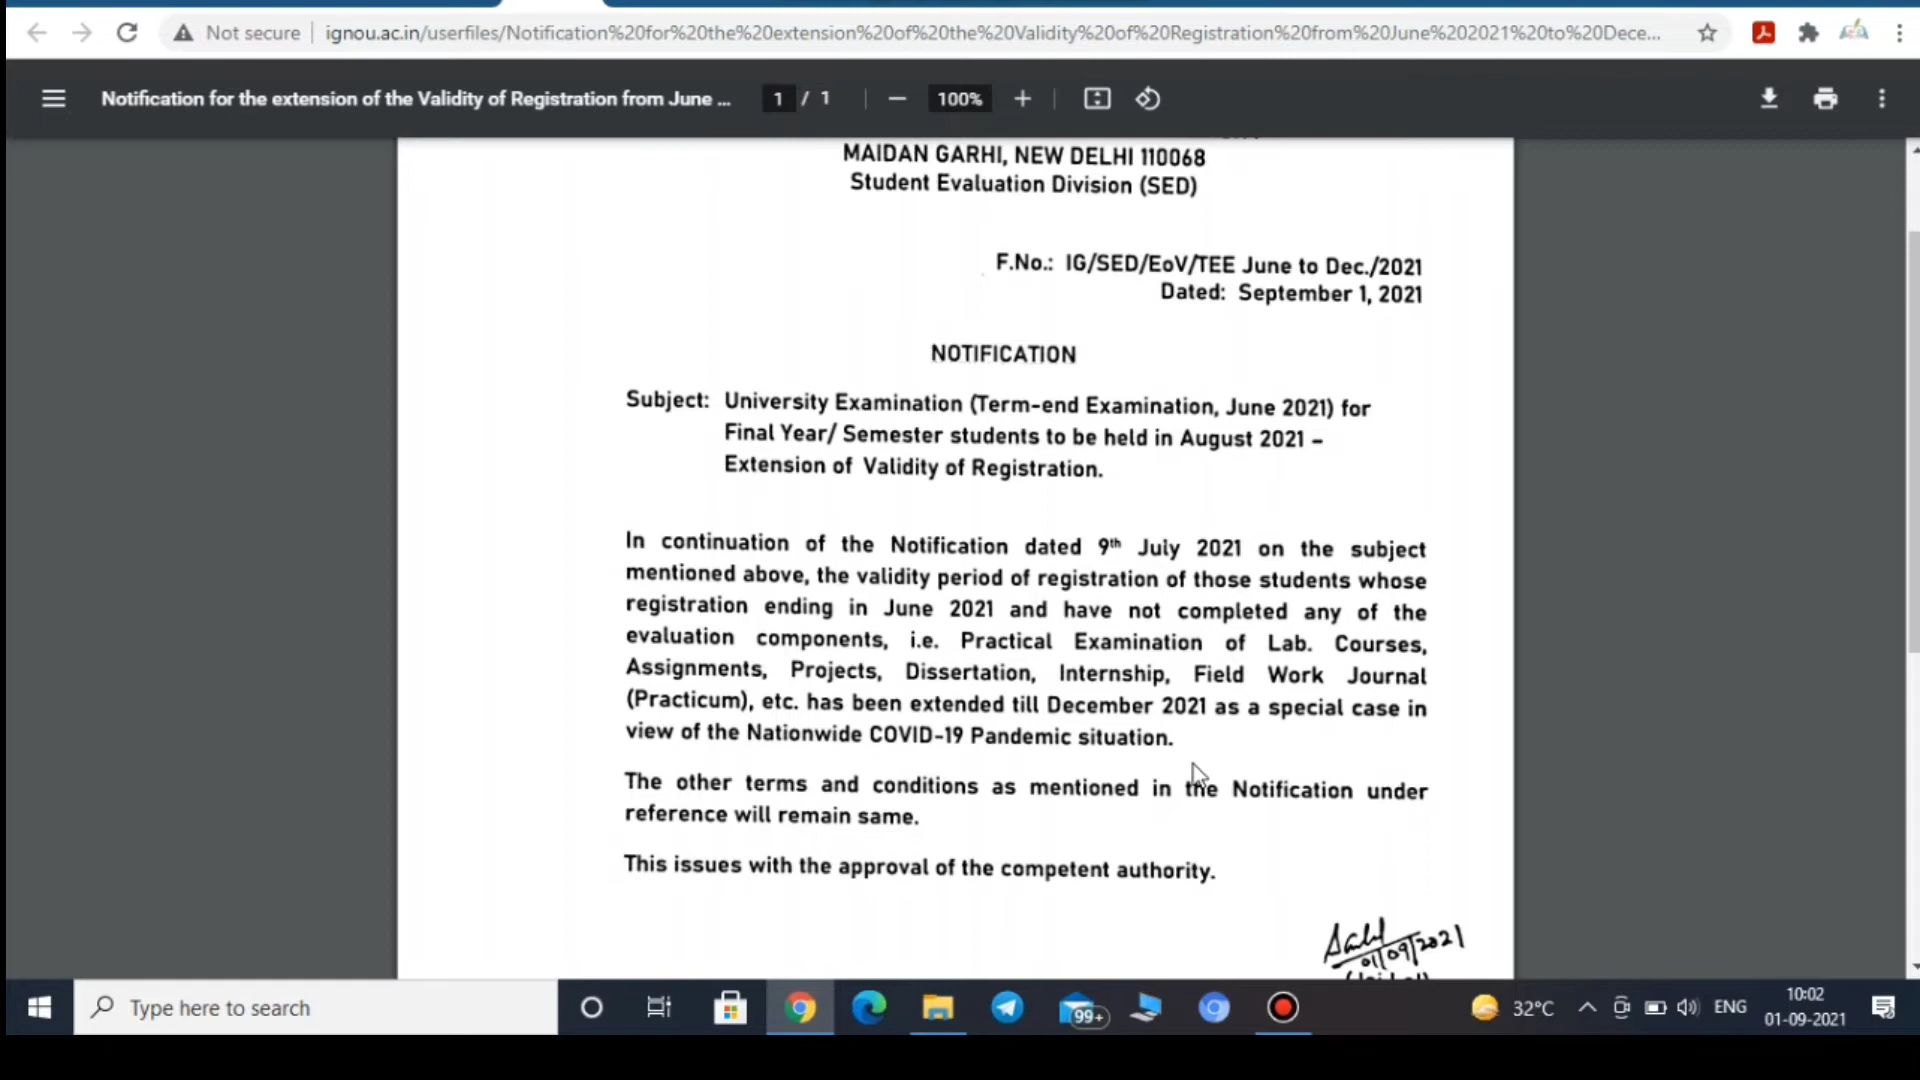 Not secure
ignou.ac.in/userfiles/Notification%20for%20the%20extension%20of%20the%20Validity%20of%20Registration%20from%20June%202021%20to%20Dece...
Notification for the extension of the Validity of Registration from June ...
1 / 1
100%
MAIDAN GARHI, NEW DELHI 110068
Student Evaluation Division (SED)
F.No.: IG/SED/EoV/TEE June to Dec./2021
Dated: September 1, 2021
NOTIFICATION
Subject: University Examination (Term-end Examination, June 2021) for
Final Year/ Semester students to be held in August 2021 –
Extension of Validity of Registration.
In continuation of the Notification dated 9th July 2021 on the subject
mentioned above, the validity period of registration of those students whose
registration ending in June 2021 and have not completed any of the
evaluation components, i.e. Practical Examination of Lab. Courses,
Assignments, Projects, Dissertation, Internship, Field Work Journal
(Practicum), etc. has been extended till December 2021 as a special case in
view of the Nationwide COVID-19 Pandemic situation.
The other terms and conditions as mentioned in the Notification under
reference will remain same.
This issues with the approval of the competent authority.
01/09/2021
Type here to search
99+
32°C
ENG
10:02
01-09-2021